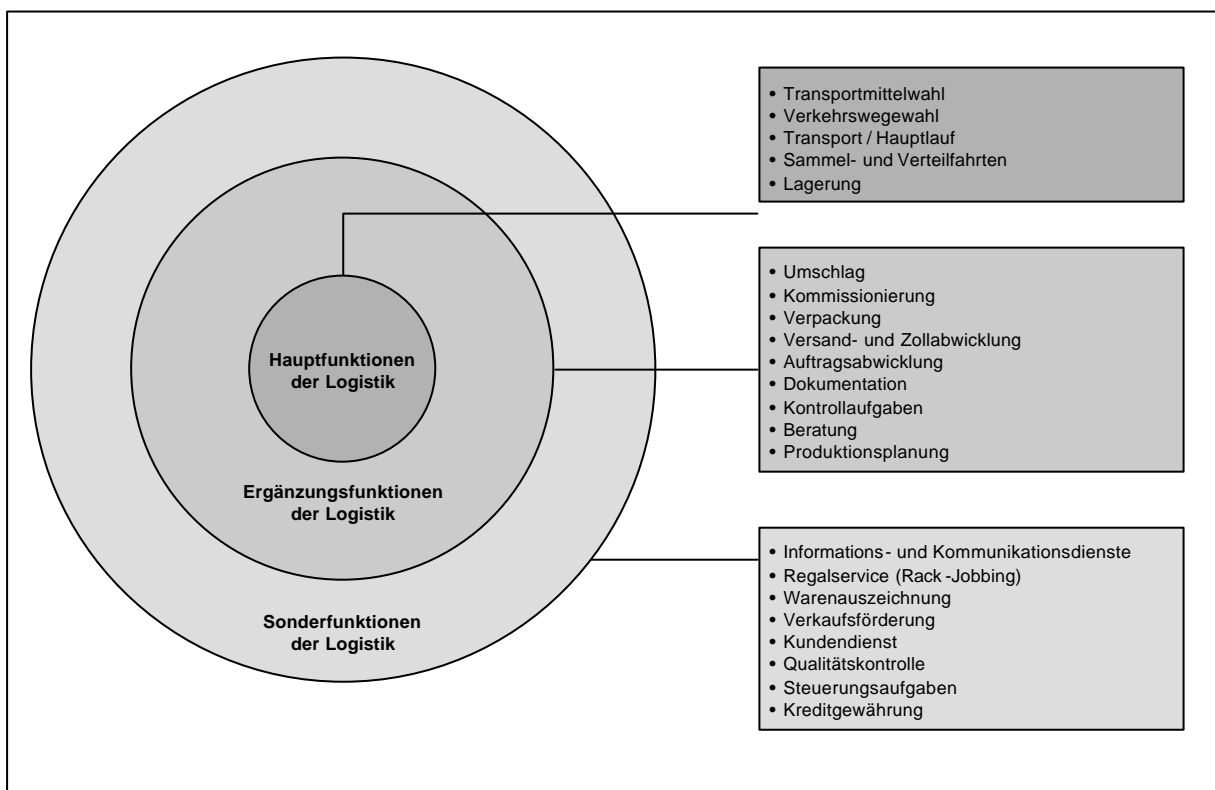 Hauptfunktionen
der Logistik
Ergänzungsfunktionen
der Logistik
Sonderfunktionen
der Logistik
• Transportmittelwahl
• Verkehrswegewahl
• Transport / Hauptlauf
• Sammel- und Verteilfahrten
• Lagerung
• Umschlag
• Kommissionierung
• Verpackung
• Versand- und Zollabwicklung
• Auftragsabwicklung
• Dokumentation
• Kontrollaufgaben
• Beratung
• Produktionsplanung
• Informations- und Kommunikationsdienste
• Regalservice (Rack-Jobbing)
• Warenauszeichnung
• Verkaufsförderung
• Kundendienst
• Qualitätskontrolle
• Steuerungsaufgaben
• Kreditgewährung